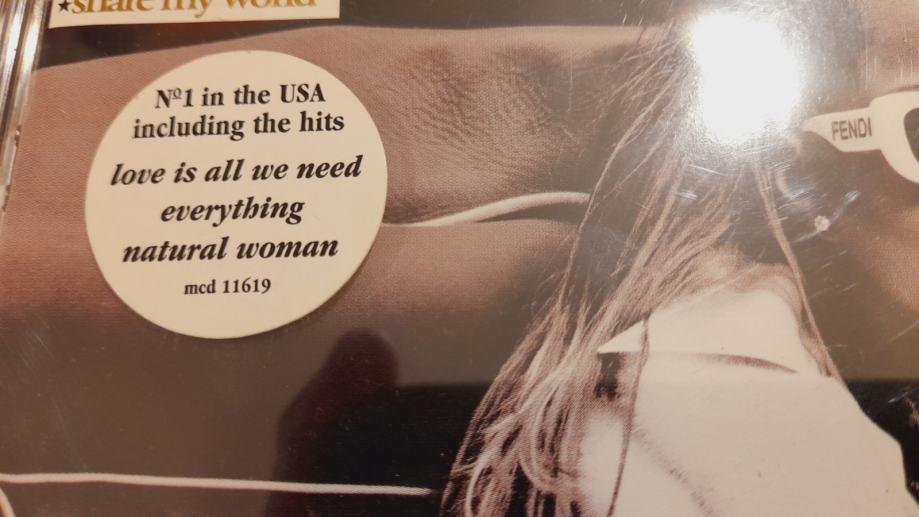 ★share my world
Nº1 in the USA
including the hits
love is all we need
everything
natural woman
mcd 11619
FENDI